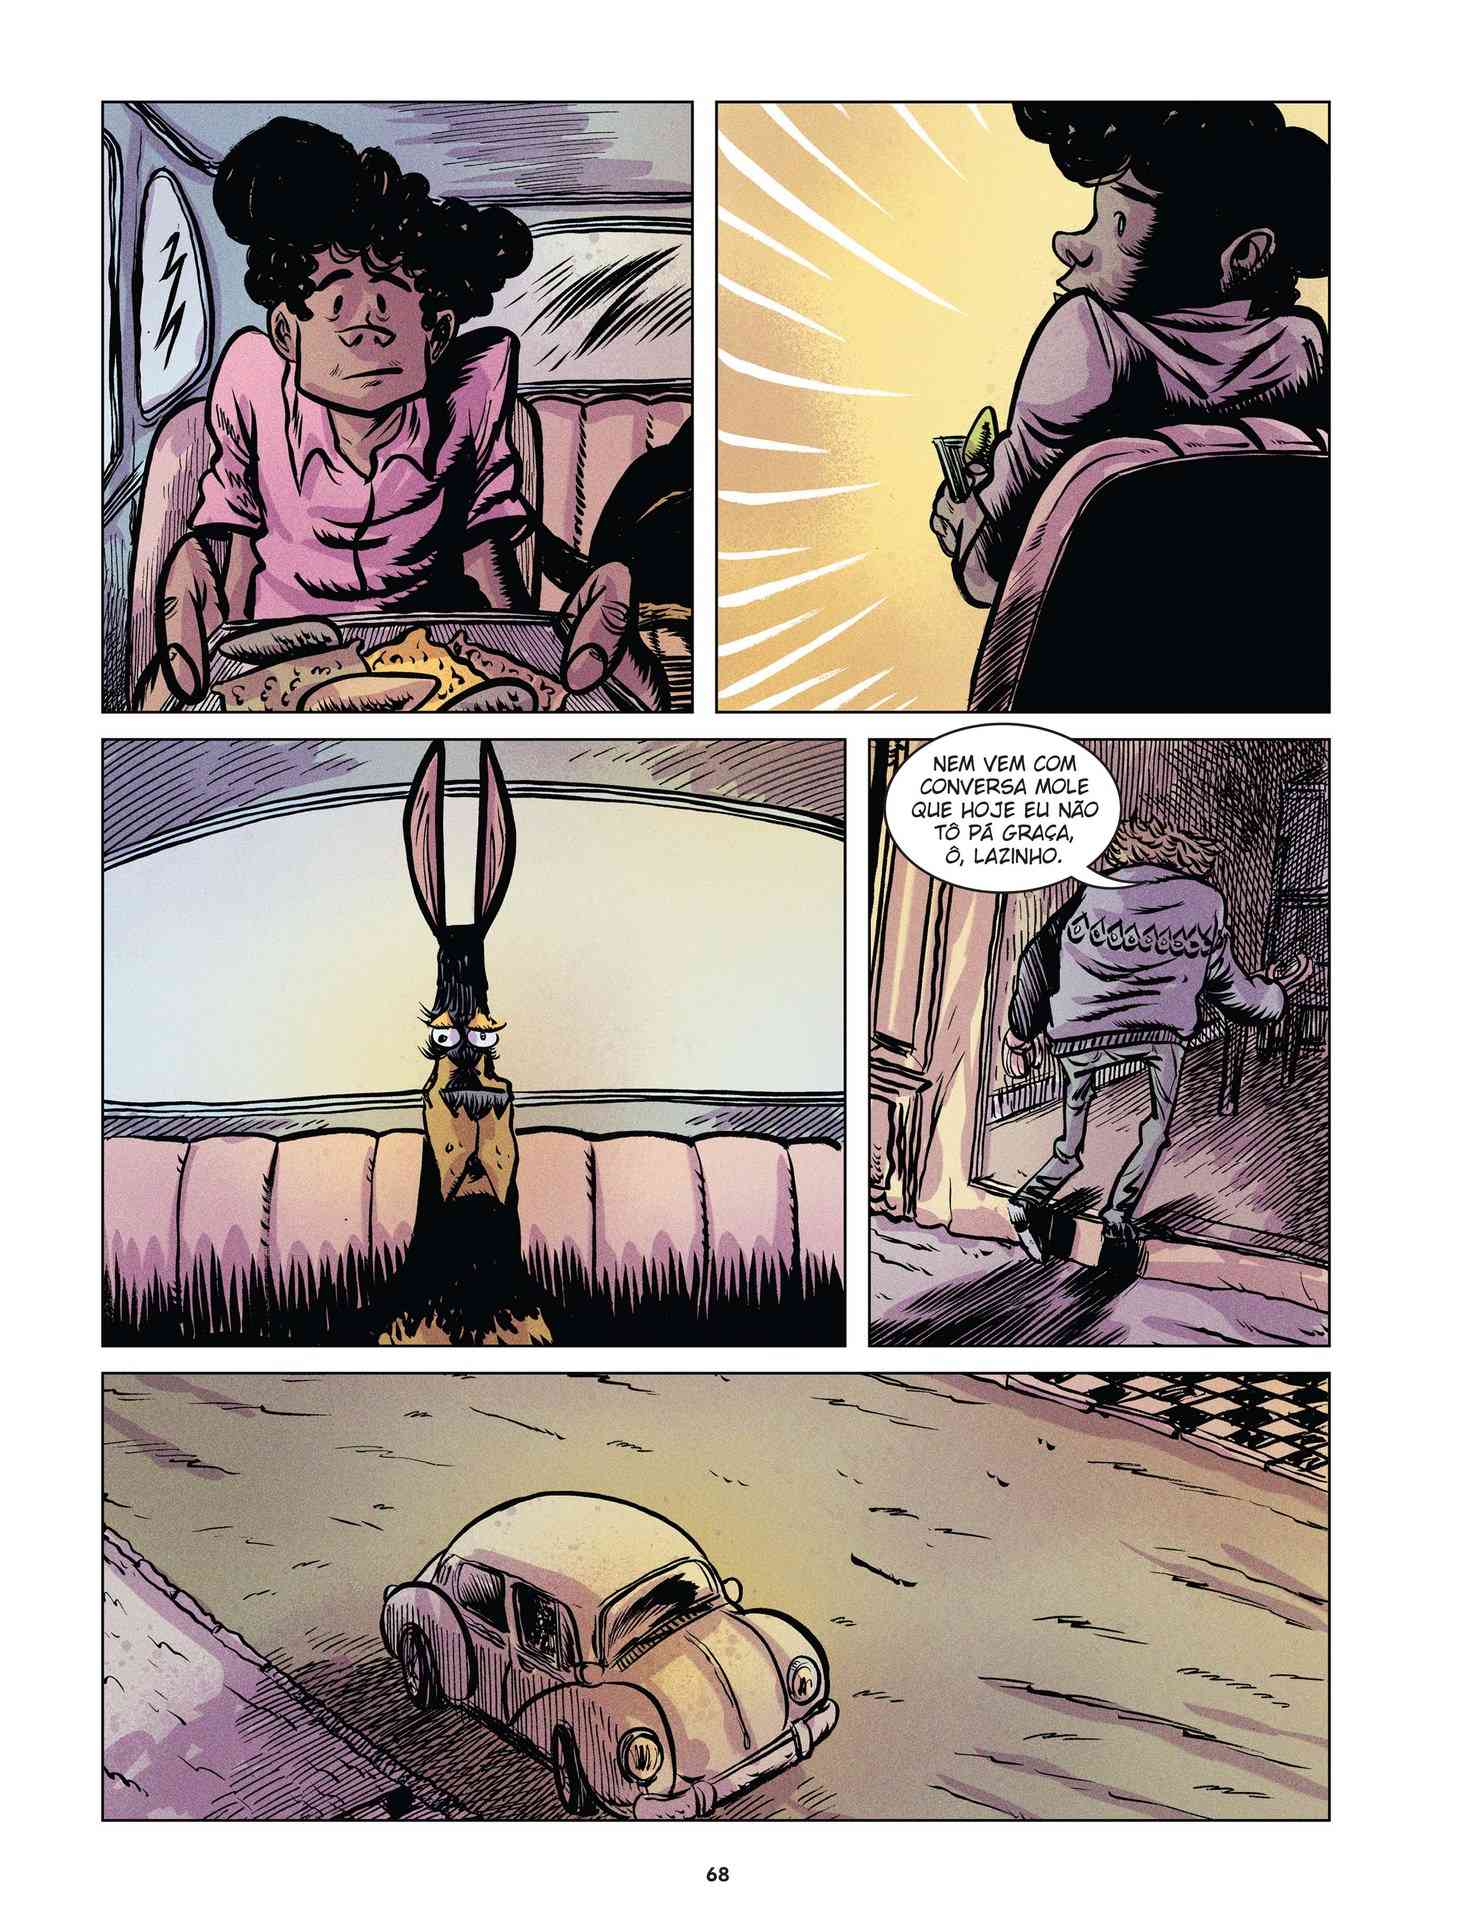 NEM VEM COM
CONVERSA MOLE
QUE HOJE EU NÃO
TÔ PÁ GRAÇA,
Ô, LAZINHO.
68